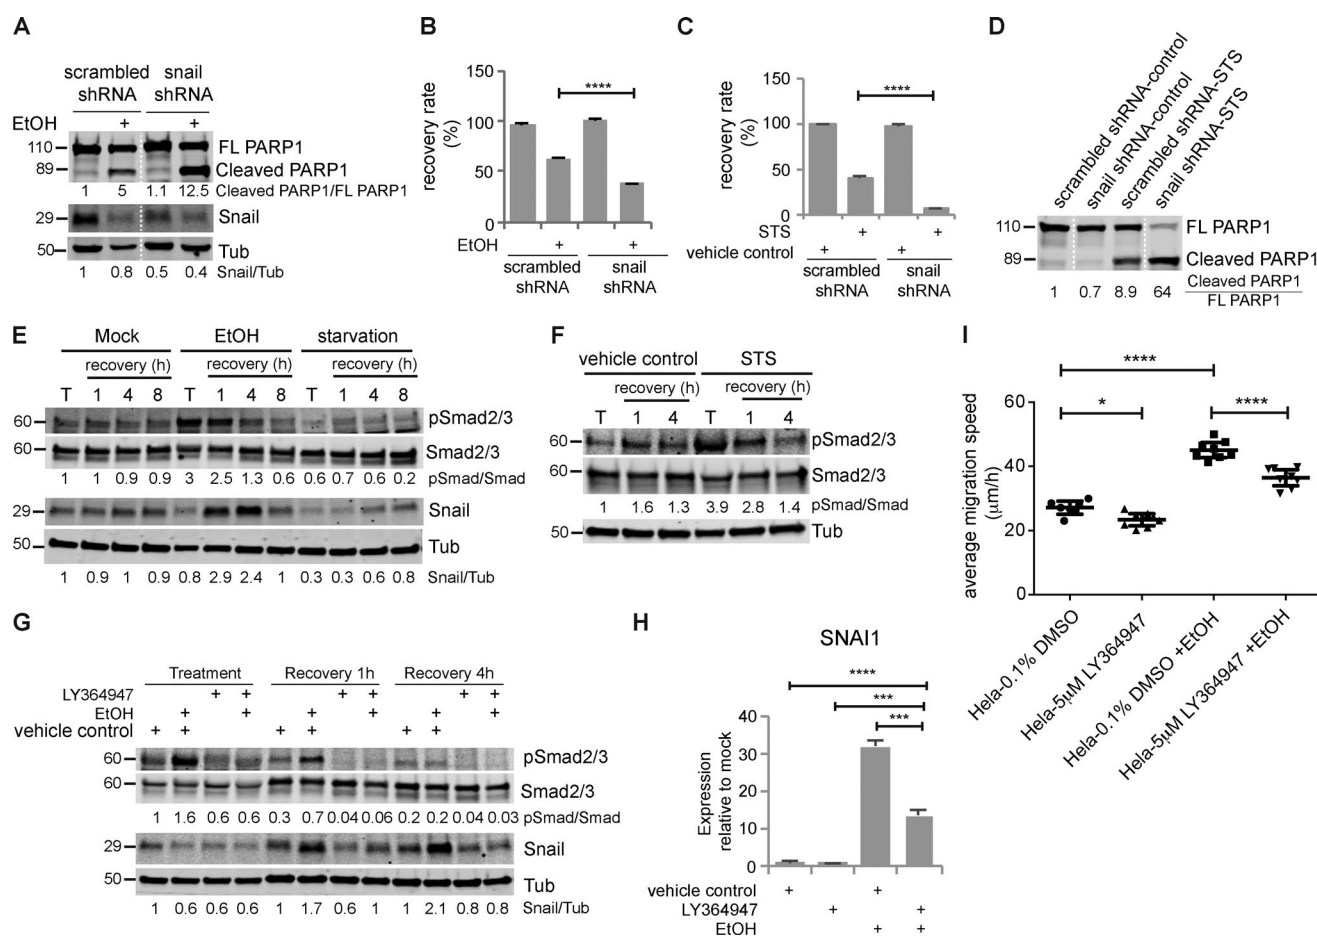 A
scrambled snail
shRNA shRNA
EtOH + +
110 FL PARP1
89 Cleaved PARP1
1 5 1.1 12.5 Cleaved PARP1/FL PARP1
29 Snail
50 Tub
1 0.8 0.5 0.4 Snail/Tub
B
150
100
50
0
recovery rate
(%)
****
EtOH + +
scrambled snail
shRNA shRNA
C
150
100
50
0
recovery rate
(%)
****
STS + +
vehicle control + +
scrambled snail
shRNA shRNA
D
scrambled shRNA-control
snail shRNA-control
scrambled shRNA-STS
snail shRNA-STS
110 FL PARP1
89 Cleaved PARP1
1 0.7 8.9 64 Cleaved PARP1
FL PARP1
E
Mock EtOH starvation
recovery (h) recovery (h) recovery (h)
T 1 4 8 T 1 4 8 T 1 4 8
60 pSmad2/3
60 Smad2/3
1 1 0.9 0.9 3 2.5 1.3 0.6 0.6 0.7 0.6 0.2 pSmad/Smad
29 Snail
50 Tub
1 0.9 1 0.9 0.8 2.9 2.4 1 0.3 0.3 0.6 0.8 Snail/Tub
F
vehicle control STS
recovery (h) recovery (h)
T 1 4 T 1 4
60 pSmad2/3
60 Smad2/3
pSmad/Smad
1 1.6 1.3 3.9 2.8 1.4
50 Tub
G
Treatment Recovery 1h Recovery 4h
LY364947 + + + + + +
EtOH + + + + + +
vehicle control + + + + + +
60 pSmad2/3
60 Smad2/3
1 1.6 0.6 0.6 0.3 0.7 0.04 0.06 0.2 0.2 0.04 0.03 pSmad/Smad
29 Snail
50 Tub
1 0.6 0.6 0.6 1 1.7 0.6 1 1 2.1 0.8 0.8 Snail/Tub
H
SNAI1
****
***
***
40
30
20
10
0
Expression
relative to mock
vehicle control + +
LY364947 + +
EtOH + +
I
****
* ****
60
40
20
0
average migration speed
(µm/h)
Hela-0.1% DMSO
Hela-5µM LY364947
Hela-0.1% DMSO +EtOH
Hela-5µM LY364947 +EtOH